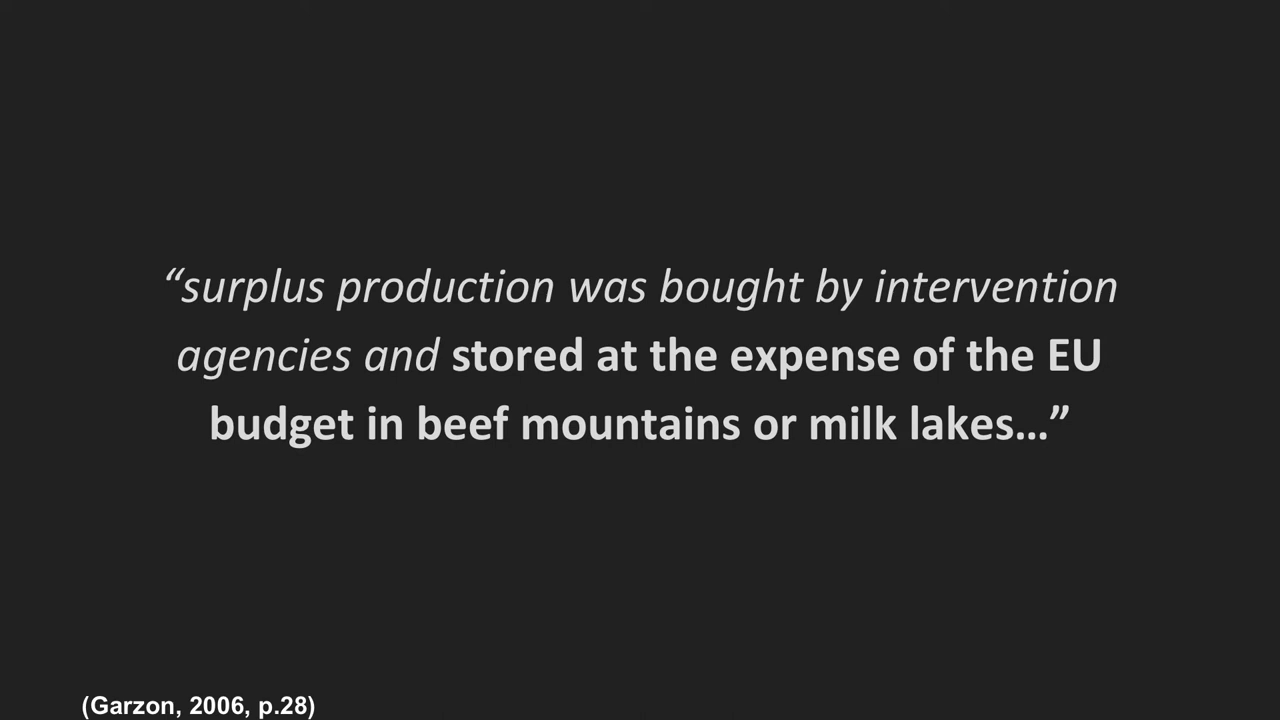 “surplus production was bought by intervention
agencies and stored at the expense of the EU
budget in beef mountains or milk lakes…”
(Garzon, 2006, p.28)